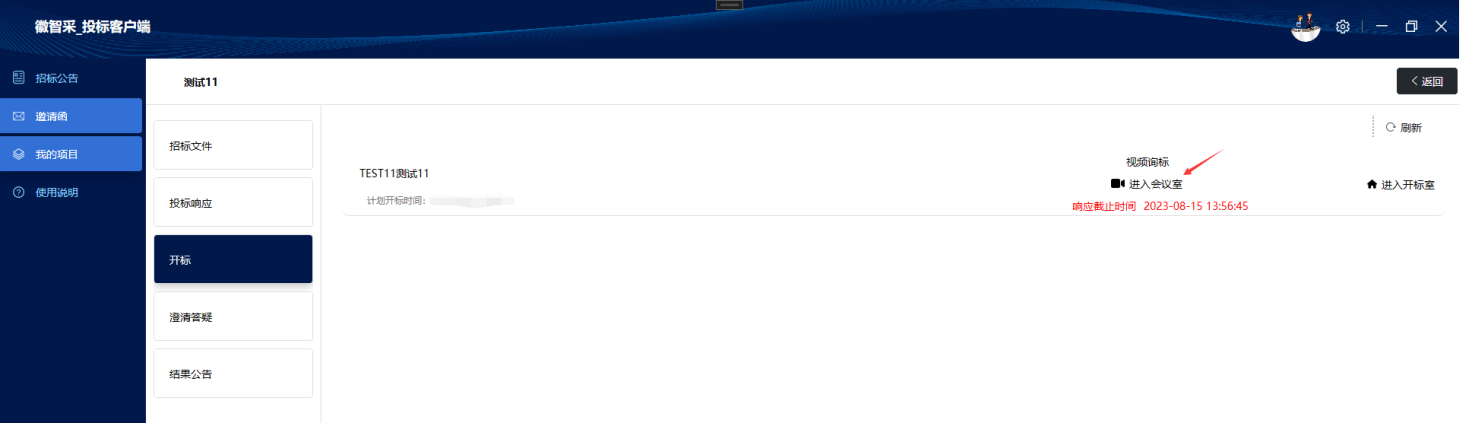 徽智采_投标客户端
招标公告
邀请函
我的项目
使用说明
测试11
返回
招标文件
投标响应
开标
澄清答疑
结果公告
刷新
TEST11测试11
计划开标时间：
视频询标
进入会议室
响应截止时间 2023-08-15 13:56:45
进入开标室